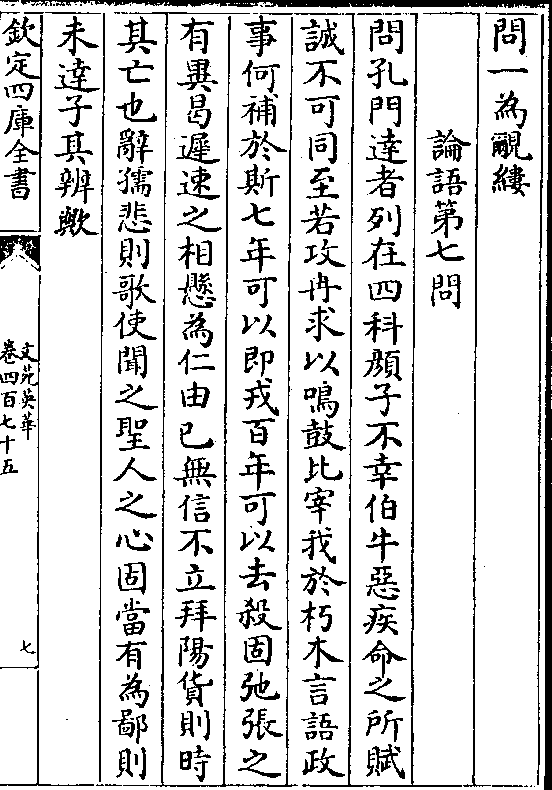 問一為覼縷
論語第七問
問孔門達者列在四科顔子不幸伯牛惡疾命之所賦
誠不可同至若攻冉求以鳴鼓比宰我於朽木言語政
事何補於斯七年可以即戎百年可以去殺固弛張之
有異曷遲速之相懸為仁由已無信不立拜陽貨則時
其亡也辭孺悲則歌使聞之聖人之心固當有為鄙則
未達子其辨歟
欽定四庫全書
文苑英華
卷四百七十五
七